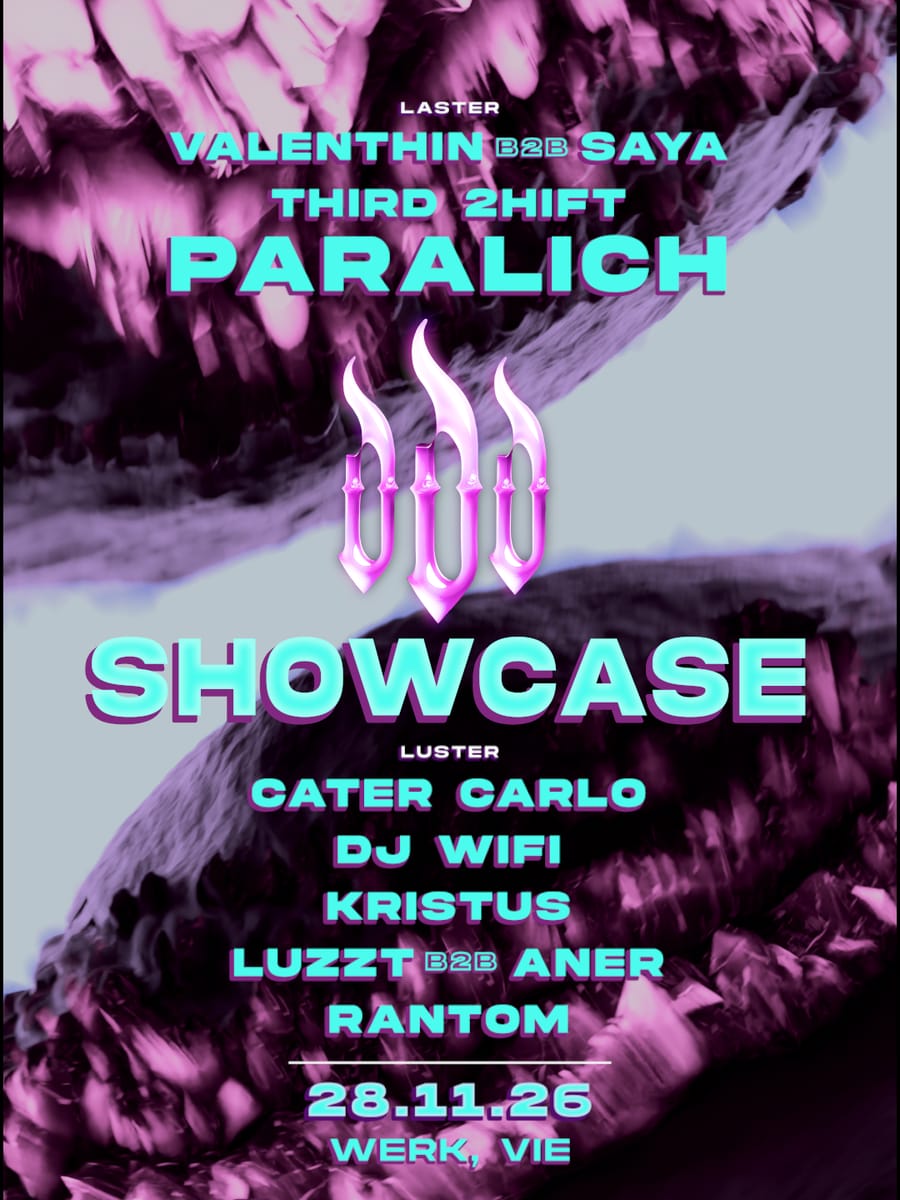 LASTER
VALENTHIN B2B SAYA
THIRD 2HIFT
PARALICH
SHOWCASE
LUSTER
CATER CARLO
DJ WIFI
KRISTUS
LUZZT B2B ANER
RANTOM
28.11.26
WERK, VIE